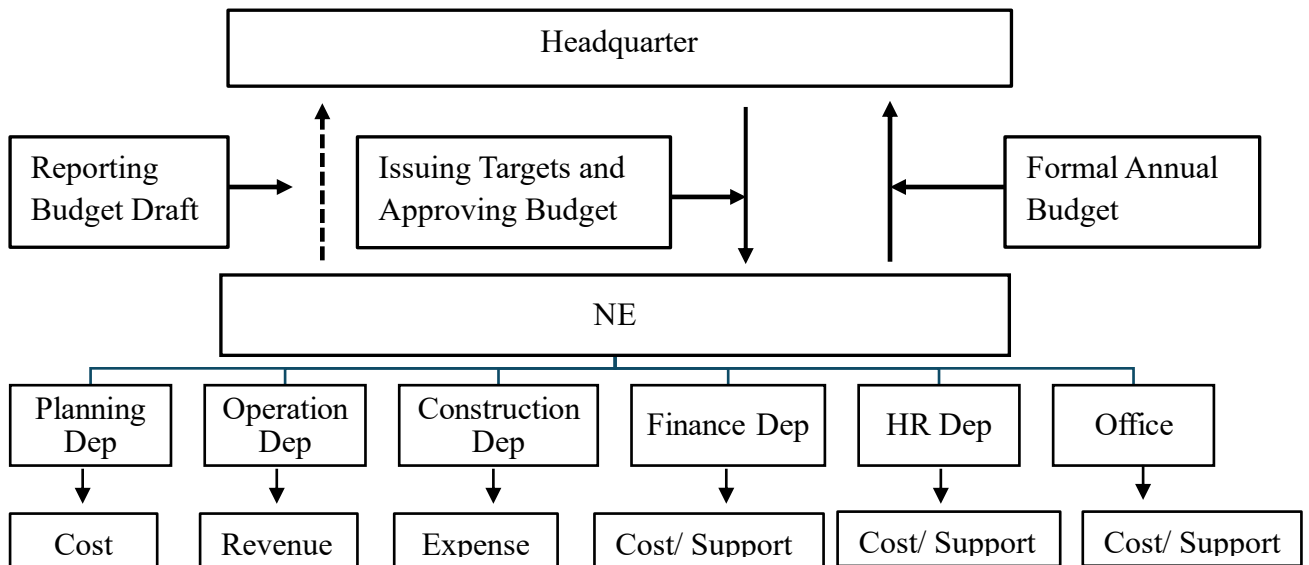 Headquarter
Reporting
Budget Draft
Issuing Targets and
Approving Budget
Formal Annual
Budget
NE
Planning
Dep
Operation
Dep
Construction
Dep
Finance Dep
HR Dep
Office
Cost
Revenue
Expense
Cost/ Support
Cost/ Support
Cost/ Support